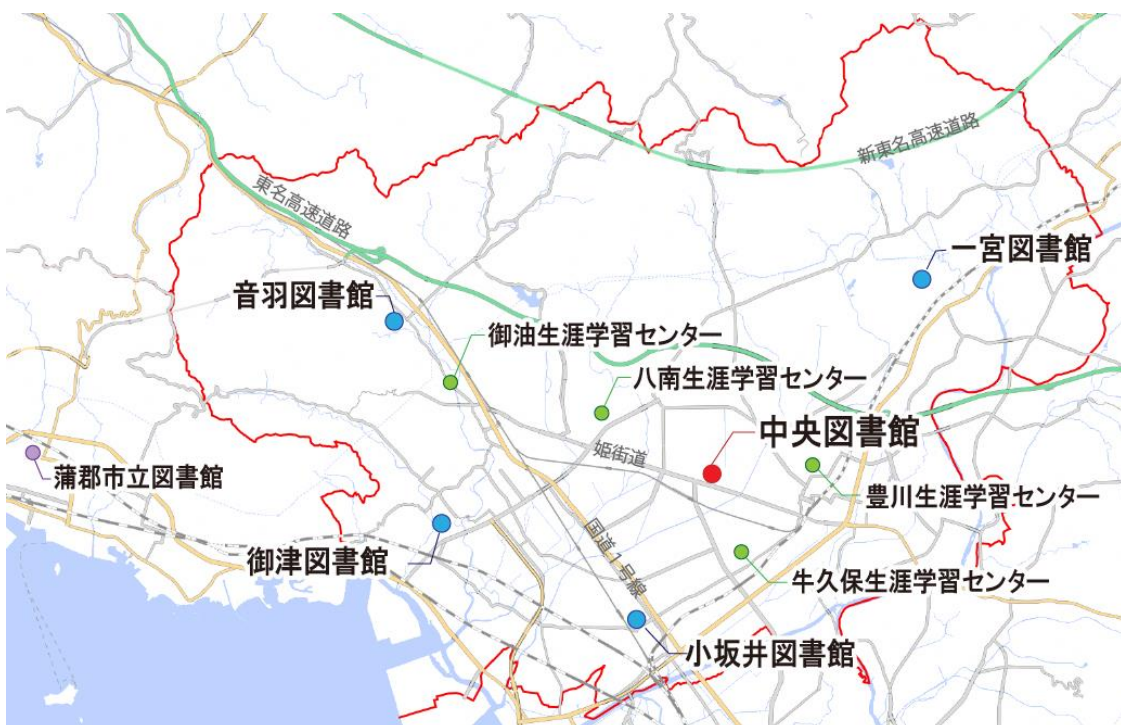 新東名高速道路
東名高速道路
一宮図書館
音羽図書館
御油生涯学習センター
八南生涯学習センター
中央図書館
姫街道
蒲郡市立図書館
豊川生涯学習センター
御津図書館
国道1号線
牛久保生涯学習センター
小坂井図書館